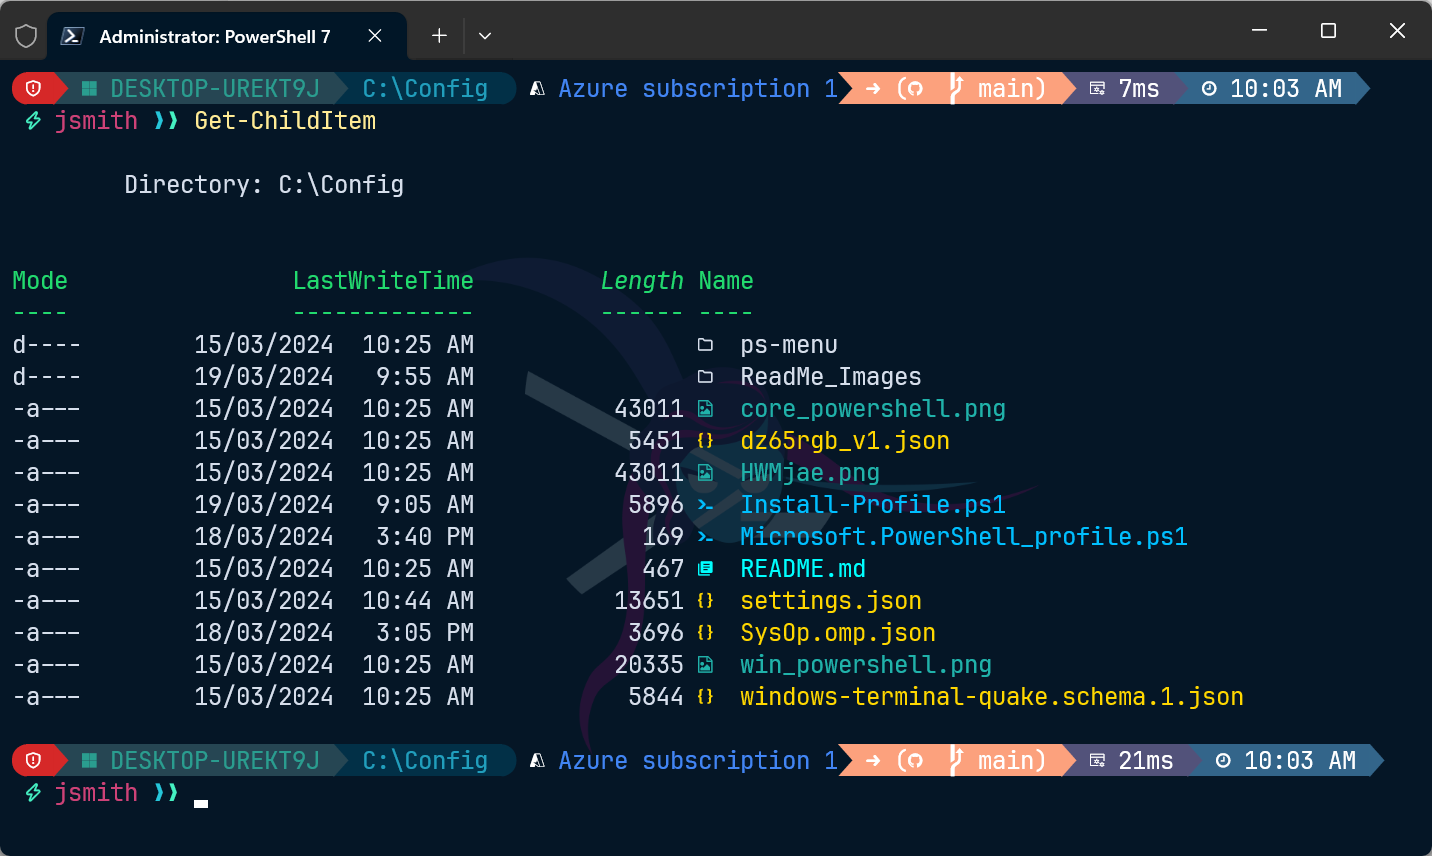 Administrator: PowerShell 7
DESKTOP-UREKT9J C:\Config Azure subscription 1 ➜ ( main) 7ms 10:03 AM
jsmith ❯❯ Get-ChildItem
Directory: C:\Config
Mode LastWriteTime Length Name
---- ------------- ------ ----
d---- 15/03/2024 10:25 AM ps-menu
d---- 19/03/2024 9:55 AM ReadMe_Images
-a--- 15/03/2024 10:25 AM 43011 core_powershell.png
-a--- 15/03/2024 10:25 AM 5451 {} dz65rgb_v1.json
-a--- 15/03/2024 10:25 AM 43011 HWMjae.png
-a--- 19/03/2024 9:05 AM 5896 Install-Profile.ps1
-a--- 18/03/2024 3:40 PM 169 Microsoft.PowerShell_profile.ps1
-a--- 15/03/2024 10:25 AM 467 README.md
-a--- 15/03/2024 10:44 AM 13651 {} settings.json
-a--- 18/03/2024 3:05 PM 3696 {} SysOp.omp.json
-a--- 15/03/2024 10:25 AM 20335 win_powershell.png
-a--- 15/03/2024 10:25 AM 5844 {} windows-terminal-quake.schema.1.json
DESKTOP-UREKT9J C:\Config Azure subscription 1 ➜ ( main) 21ms 10:03 AM
jsmith ❯❯